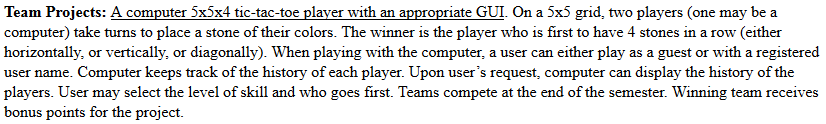 Team Projects: A computer 5x5x4 tic-tac-toe player with an appropriate GUI. On a 5x5 grid, two players (one may be a
computer) take turns to place a stone of their colors. The winner is the player who is first to have 4 stones in a row (either
horizontally, or vertically, or diagonally). When playing with the computer, a user can either play as a guest or with a registered
user name. Computer keeps track of the history of each player. Upon user's request, computer can display the history of the
players. User may select the level of skill and who goes first. Teams compete at the end of the semester. Winning team receives
bonus points for the project.